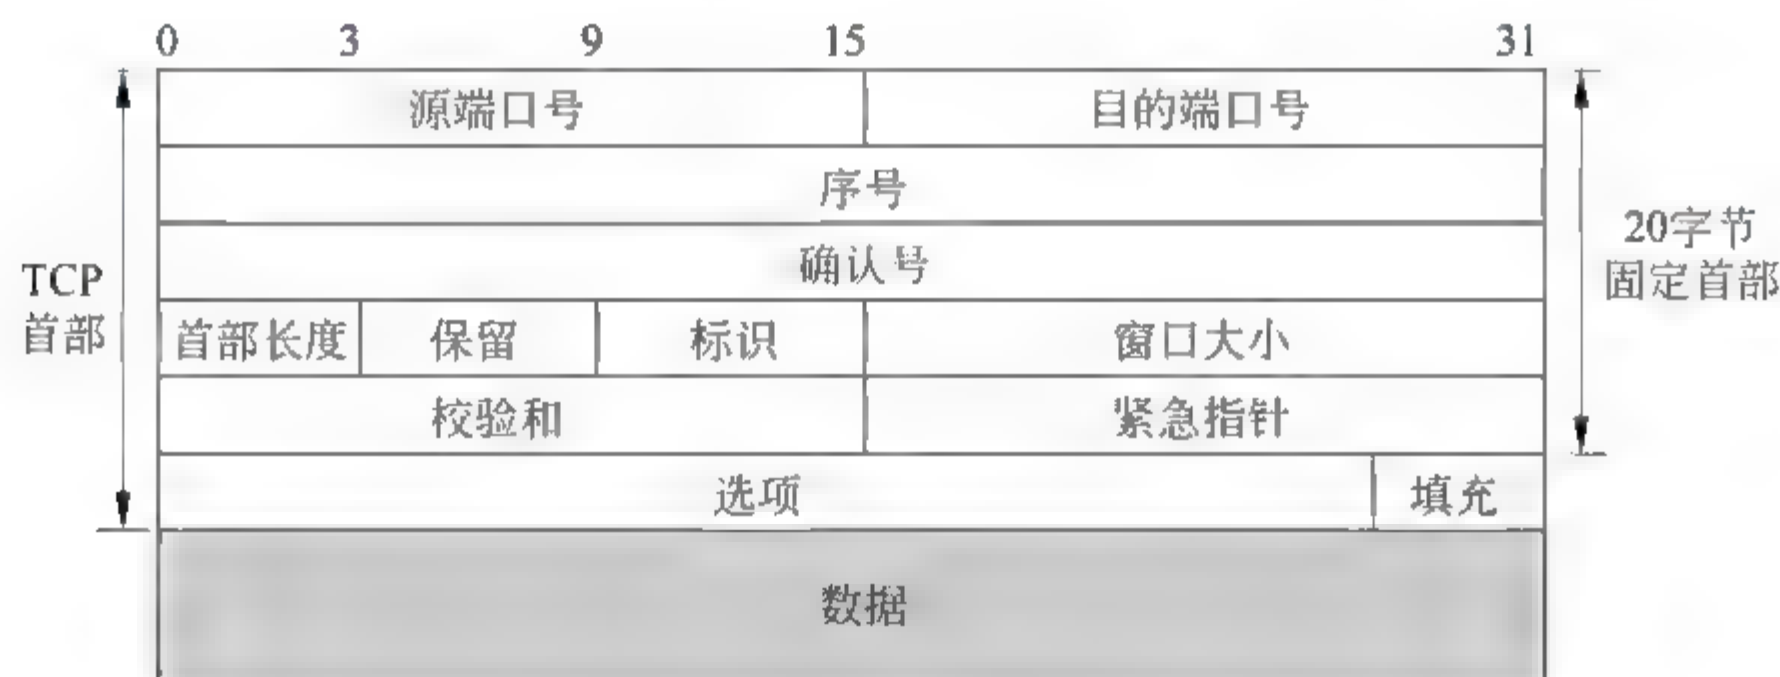 0 3 9 15 31
源端口号 目的端口号
序号
确认号
TCP
首部
20字节
固定首部
首部长度 保留 标识 窗口大小
校验和 紧急指针
选项 填充
数据